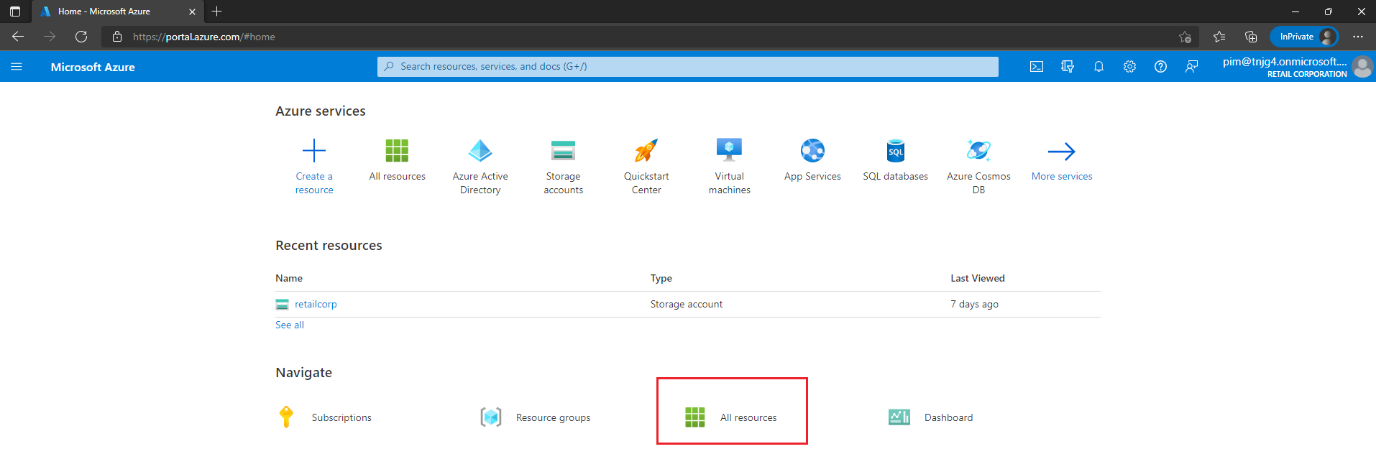 Home - Microsoft Azure
https://portal.azure.com/#home
InPrivate
Microsoft Azure
Search resources, services, and docs (G+/)
pim@tnjg4.onmicrosoft....
RETAIL CORPORATION
Azure services
Create a
resource
All resources
Azure Active
Directory
Storage
accounts
Quickstart
Center
Virtual
machines
App Services
SQL
SQL databases
Azure Cosmos
DB
More services
Recent resources
Name Type Last Viewed
retailcorp Storage account 7 days ago
See all
Navigate
Subscriptions Resource groups All resources Dashboard